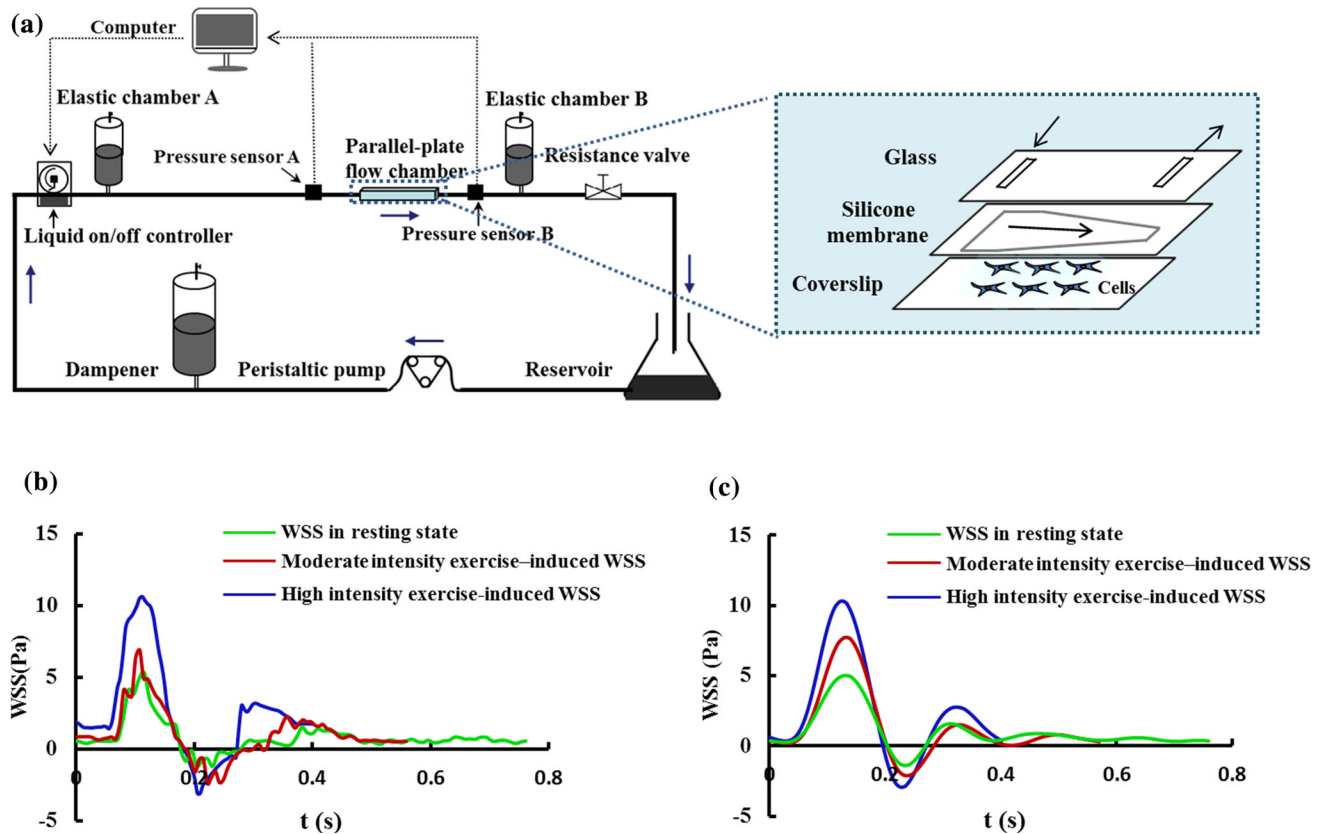 (a)
Computer
Elastic chamber A
Elastic chamber B
Pressure sensor A
Parallel-plate
flow chamber
Resistance valve
Liquid on/off controller
Pressure sensor B
Dampener
Peristaltic pump
Reservoir
Glass
Silicone
membrane
Coverslip
Cells
(b)
WSS in resting state
Moderate intensity exercise–induced WSS
High intensity exercise-induced WSS
WSS(Pa)
15
10
5
0
-5
0
0.2
0.4
0.6
0.8
t (s)
(c)
WSS in resting state
Moderate intensity exercise–induced WSS
High intensity exercise-induced WSS
WSS (Pa)
15
10
5
0
-5
0
0.2
0.4
0.6
0.8
t (s)